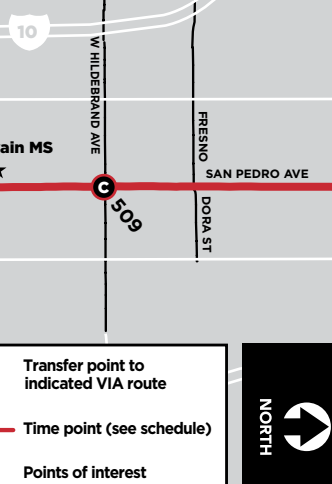 10
W HILDEBRAND AVE
FRESNO
ain MS
SAN PEDRO AVE
C
509
DORA ST
Transfer point to
indicated VIA route
Time point (see schedule)
Points of interest
NORTH